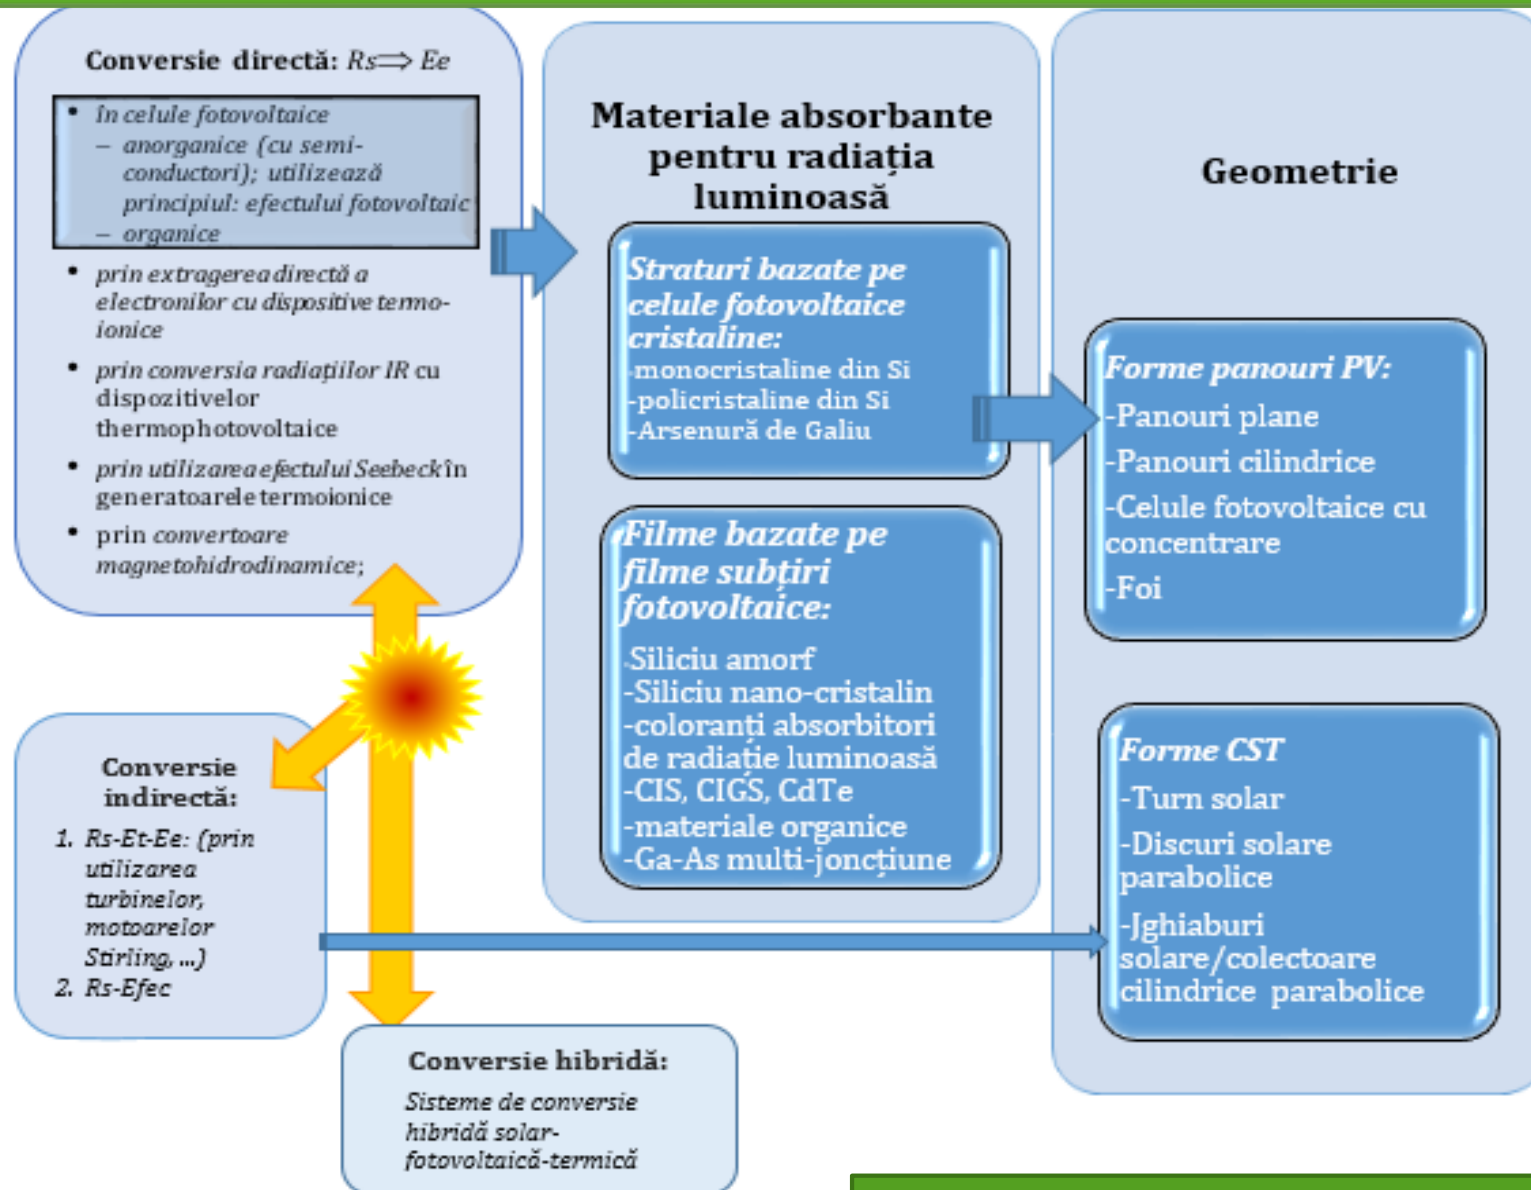 Conversie directă: Rs⟹ Ee
• în celule fotovoltaice
– anorganice (cu semi-
conductori); utilizează
principiul: efectului fotovoltaic
– organice
• prin extragerea directă a
electronilor cu dispozitive termo-
ionice
• prin conversia radiațiilor IR cu
dispozitivelor
thermophotovoltaice
• prin utilizarea efectului Seebeck în
generatoarele termoionice
• prin convertoare
magnetohidrodinamice;
Conversie
indirectă:
1. Rs-Et-Ee: (prin
utilizarea
turbinelor,
motoarelor
Stirling, ...)
2. Rs-Efec
Conversie hibridă:
Sisteme de conversie
hibridă solar-
fotovoltaică-termică
Materiale absorbante
pentru radiația
luminoasă
Straturi bazate pe
celule fotovoltaice
cristaline:
-monocristaline din Si
-policristaline din Si
-Arsenură de Galiu
Filme bazate pe
filme subțiri
fotovoltaice:
-Siliciu amorf
-Siliciu nano-cristalin
-coloranți absorbitori
de radiație luminoasă
-CIS, CIGS, CdTe
-materiale organice
-Ga-As multi-joncțiune
Geometrie
Forme panouri PV:
-Panouri plane
-Panouri cilindrice
-Celule fotovoltaice cu
concentrare
-Foi
Forme CST
-Turn solar
-Discuri solare
parabolice
-Jghiaburi
solare/colectoare
cilindrice parabolice